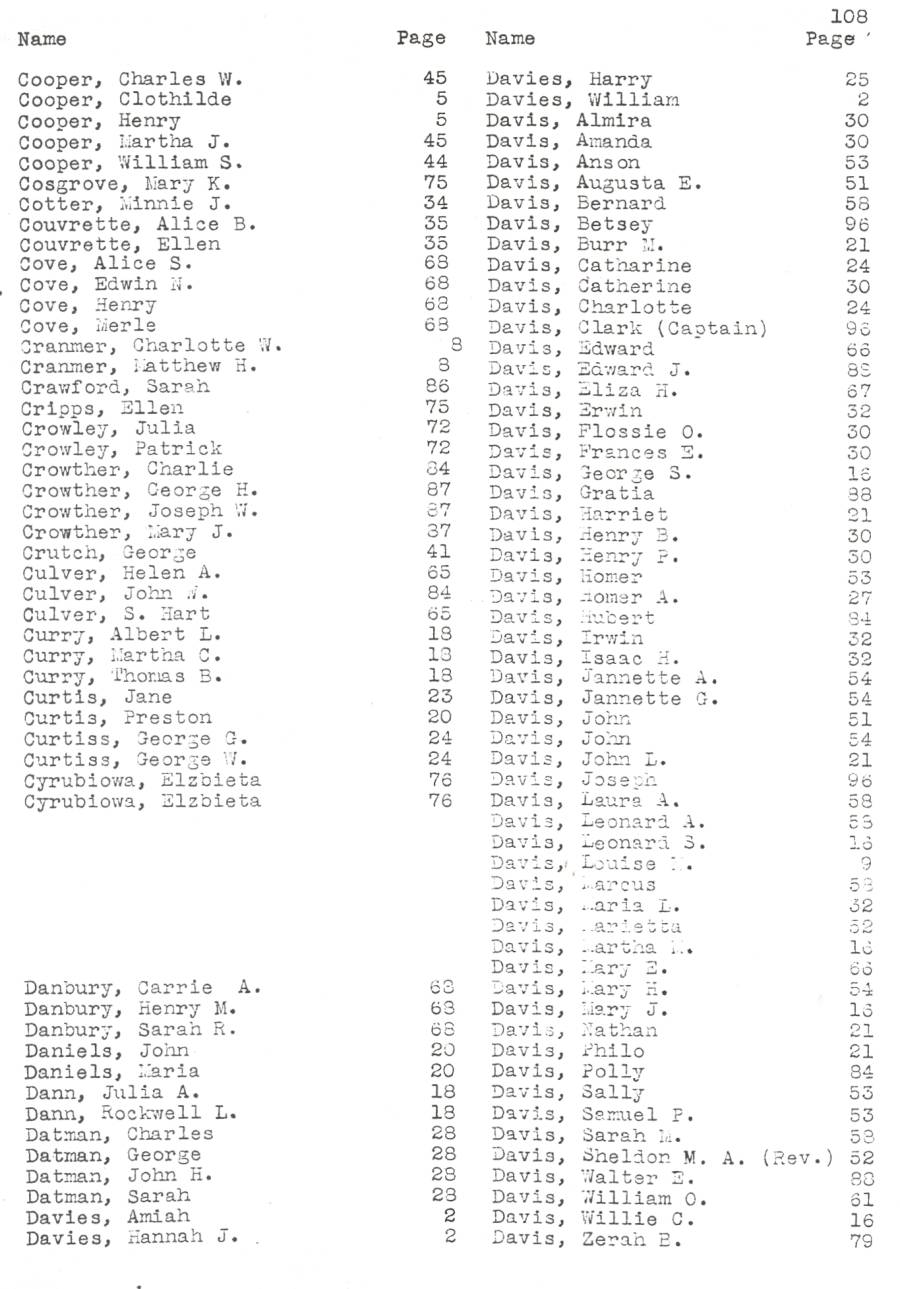 108
Name Page
Cooper, Charles W. 45
Cooper, Clothilde 5
Cooper, Henry 5
Cooper, Martha J. 45
Cooper, William S. 44
Cosgrove, Mary K. 75
Cotter, Minnie J. 34
Couvrette, Alice B. 35
Couvrette, Ellen 35
Cove, Alice S. 68
Cove, Edwin N. 68
Cove, Henry 68
Cove, Merle 68
Cranmer, Charlotte W. 8
Cranmer, Matthew H. 8
Crawford, Sarah 86
Cripps, Ellen 75
Crowley, Julia 72
Crowley, Patrick 72
Crowther, Charlie 84
Crowther, George H. 87
Crowther, Joseph W. 87
Crowther, Mary J. 37
Crutch, George 41
Culver, Helen A. 65
Culver, John W. 84
Culver, S. Hart 65
Curry, Albert L. 18
Curry, Martha C. 18
Curry, Thomas B. 18
Curtis, Jane 23
Curtis, Preston 20
Curtiss, George G. 24
Curtiss, George W. 24
Cyrubiowa, Elzbieta 76
Cyrubiowa, Elzbieta 76
Danbury, Carrie A. 68
Danbury, Henry M. 68
Danbury, Sarah R. 68
Daniels, John 20
Daniels, Maria 20
Dann, Julia A. 18
Dann, Rockwell L. 18
Datman, Charles 28
Datman, George 28
Datman, John H. 28
Datman, Sarah 28
Davies, Amiah 2
Davies, Hannah J. 2
Name Page
Davies, Harry 25
Davies, William 2
Davis, Almira 30
Davis, Amanda 30
Davis, Anson 53
Davis, Augusta E. 51
Davis, Bernard 58
Davis, Betsey 96
Davis, Burr M. 21
Davis, Catharine 24
Davis, Catherine 30
Davis, Charlotte 24
Davis, Clark (Captain)
Davis, Edward 66
Davis, Edward J.
Davis, Eliza H. 67
Davis, Erwin 32
Davis, Flossie O. 30
Davis, Frances E. 30
Davis, George S. 16
Davis, Gratia 88
Davis, Harriet 21
Davis, Henry B. 30
Davis, Henry P. 30
Davis, Homer 53
Davis, Homer A. 27
Davis, Hubert 84
Davis, Irwin 32
Davis, Isaac H. 32
Davis, Jannette A. 54
Davis, Jannette G. 54
Davis, John 51
Davis, John 54
Davis, John L. 21
Davis, Joseph 96
Davis, Laura A. 58
Davis, Leonard A. 58
Davis, Leonard S. 16
Davis, Louise 9
Davis, Marcus 58
Davis, Maria L. 32
Davis, Marietta 52
Davis, Martha M. 16
Davis, Mary E. 66
Davis, Mary H. 54
Davis, Mary J. 16
Davis, Nathan 21
Davis, Philo 21
Davis, Polly 84
Davis, Sally 53
Davis, Samuel P. 53
Davis, Sarah M. 58
Davis, Sheldon M. A. (Rev.) 52
Davis, Walter E. 88
Davis, William O. 61
Davis, Willie C. 16
Davis, Zerah B. 79